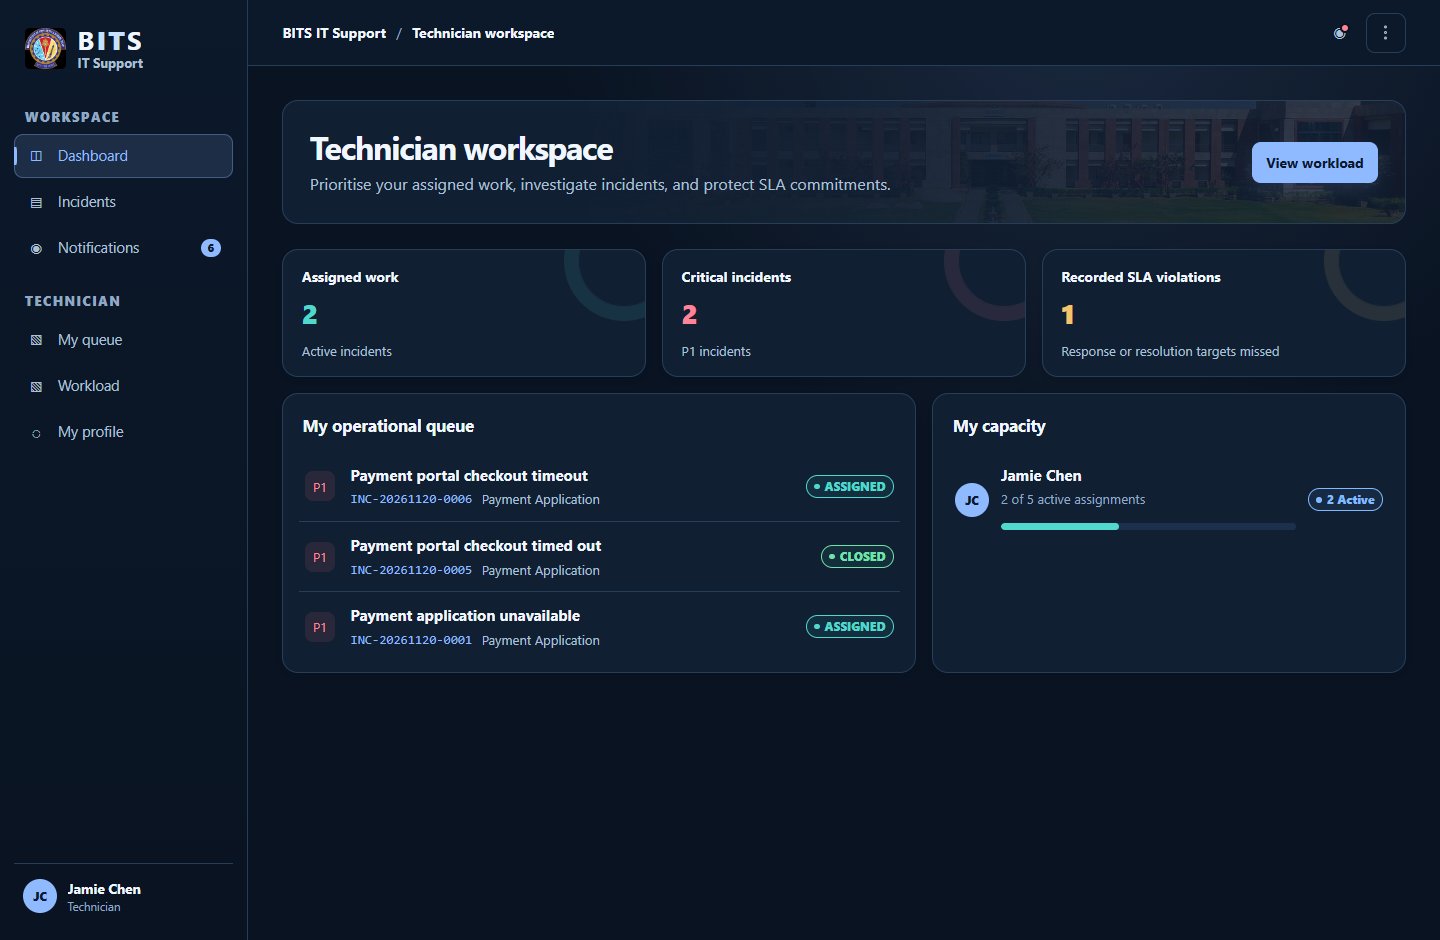 BITS
IT Support
WORKSPACE
Dashboard
Incidents
Notifications 6
TECHNICIAN
My queue
Workload
My profile
JC
Jamie Chen
Technician
BITS IT Support / Technician workspace
Technician workspace
Prioritise your assigned work, investigate incidents, and protect SLA commitments.
View workload
Assigned work
2
Active incidents
Critical incidents
2
P1 incidents
Recorded SLA violations
1
Response or resolution targets missed
My operational queue
P1
Payment portal checkout timeout
INC-20261120-0006 Payment Application
ASSIGNED
P1
Payment portal checkout timed out
INC-20261120-0005 Payment Application
CLOSED
P1
Payment application unavailable
INC-20261120-0001 Payment Application
ASSIGNED
My capacity
JC
Jamie Chen
2 of 5 active assignments
2 Active